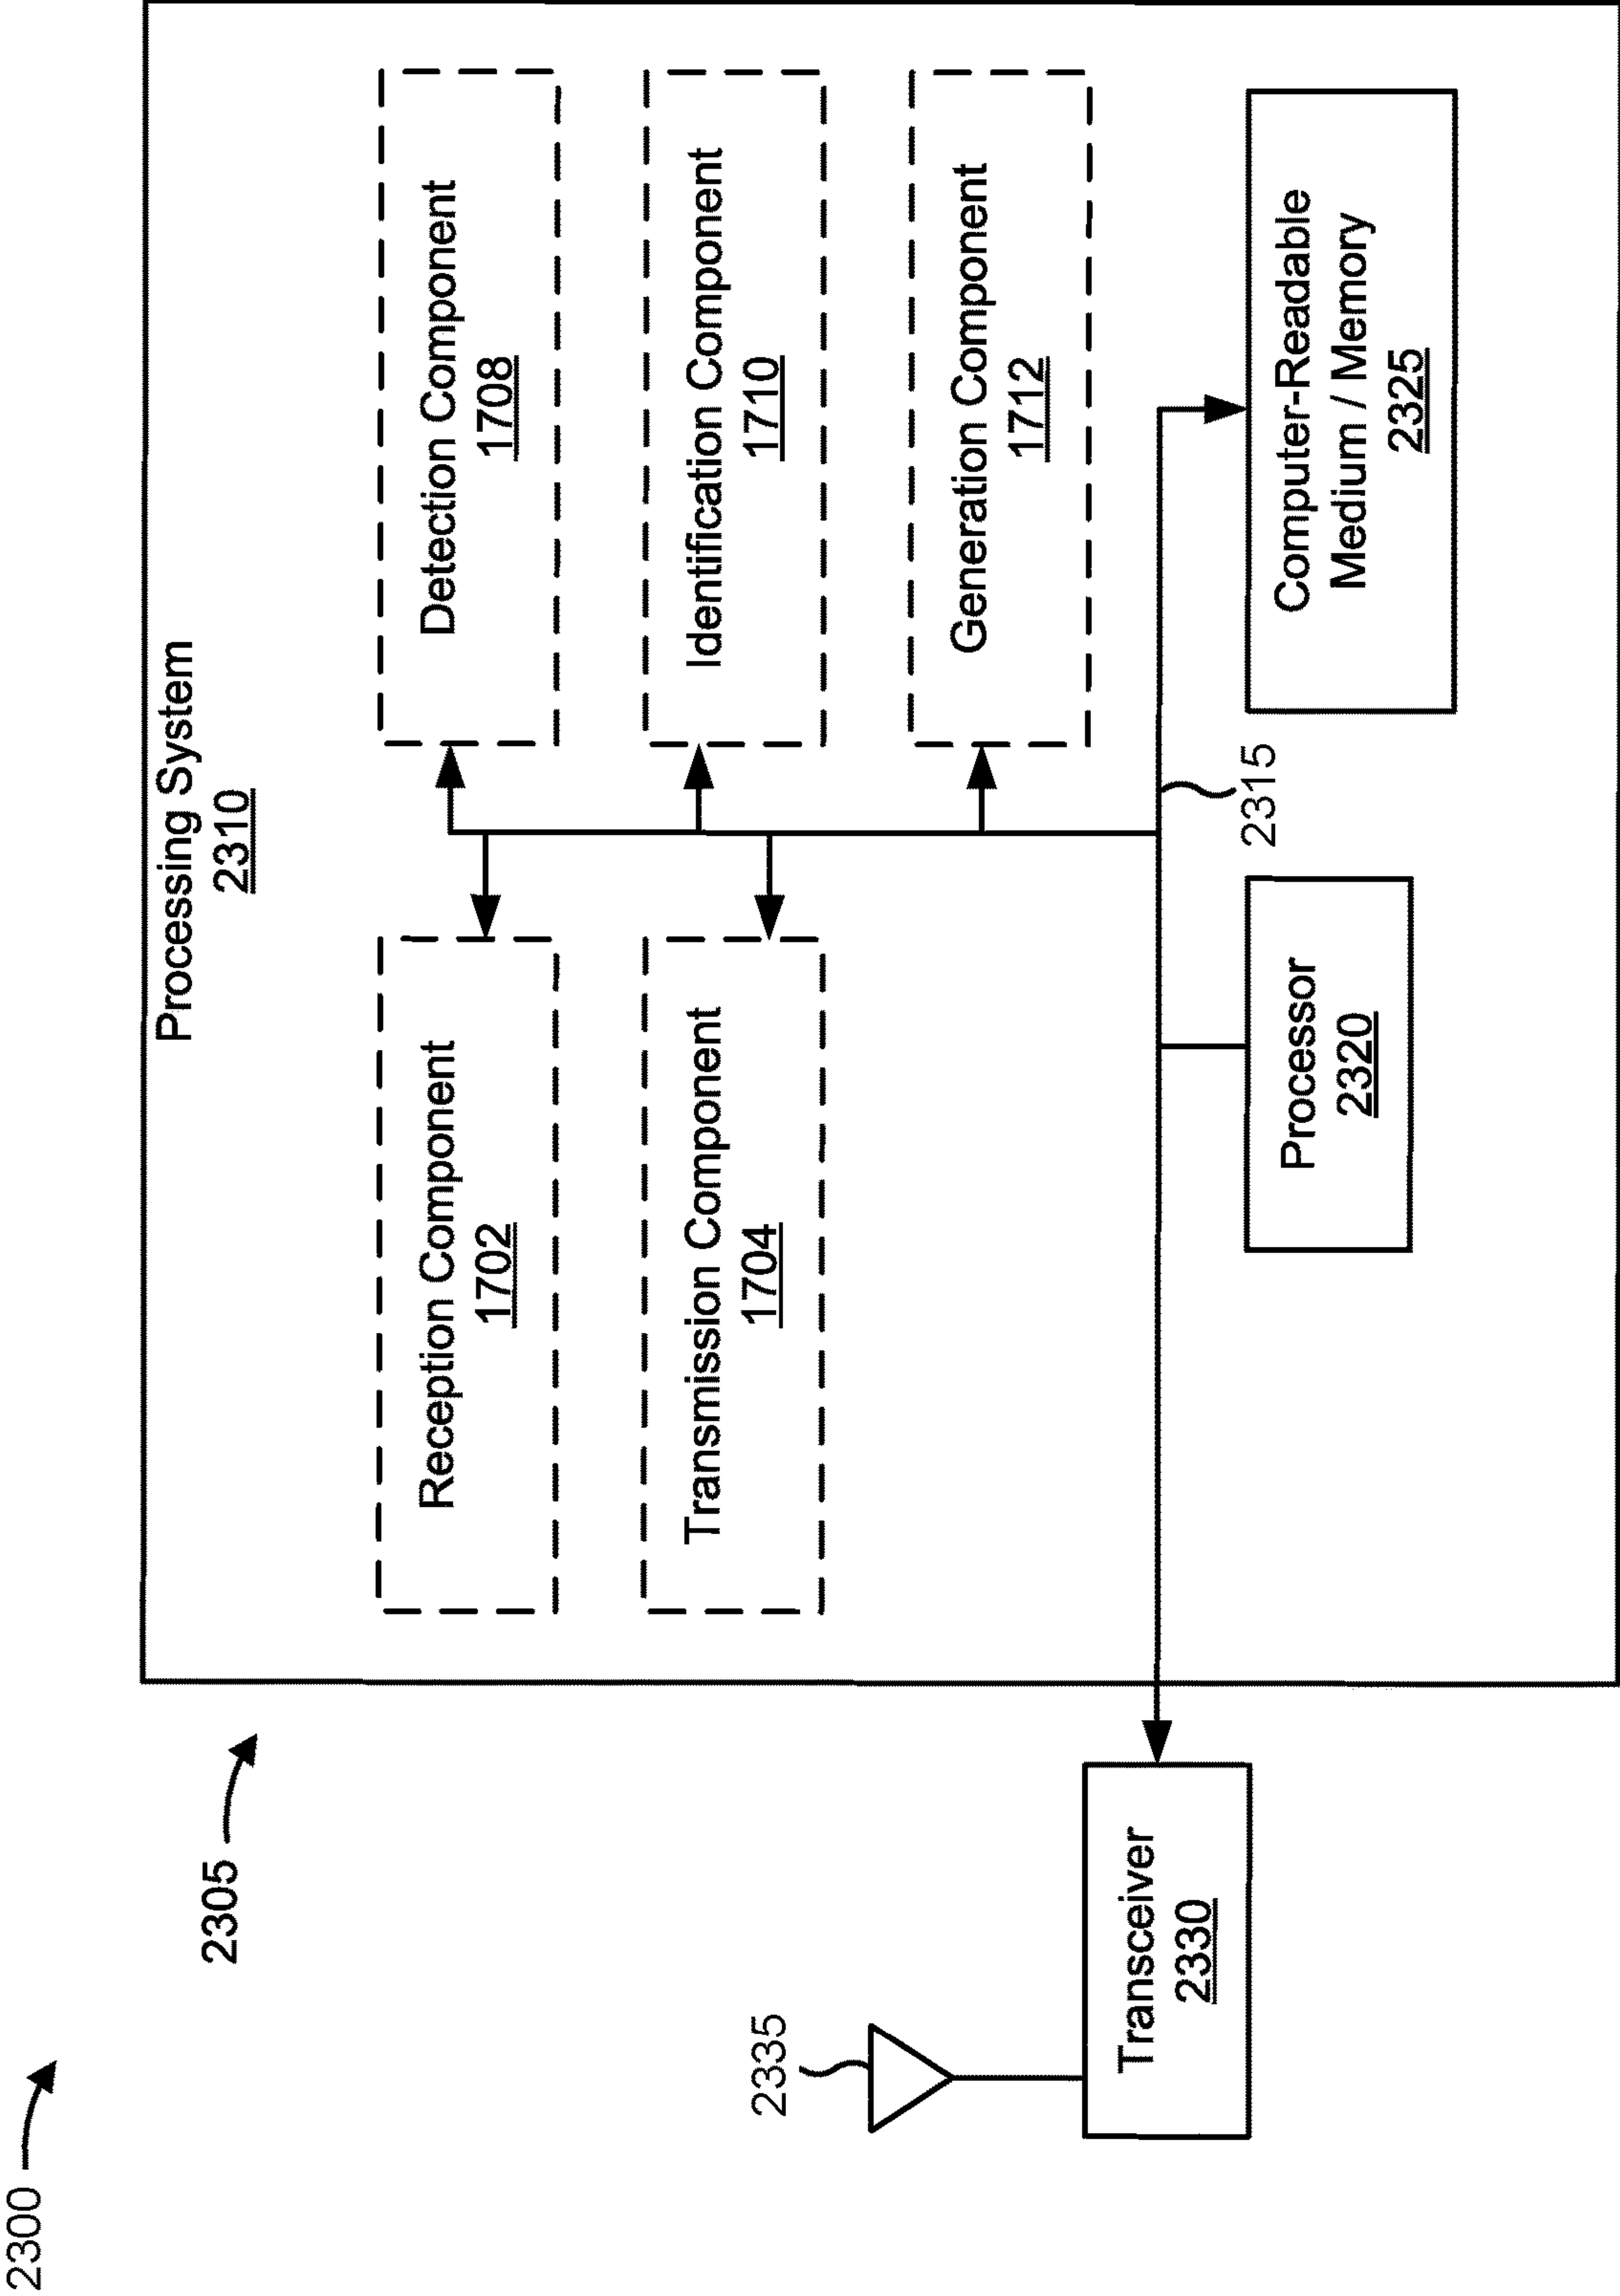 2300
2305
Processing System
2310
Reception Component
1702
Detection Component
1708
Transmission Component
1704
Identification Component
1710
Generation Component
1712
2335
Transceiver
2330
Processor
2320
2315
Computer-Readable
Medium / Memory
2325